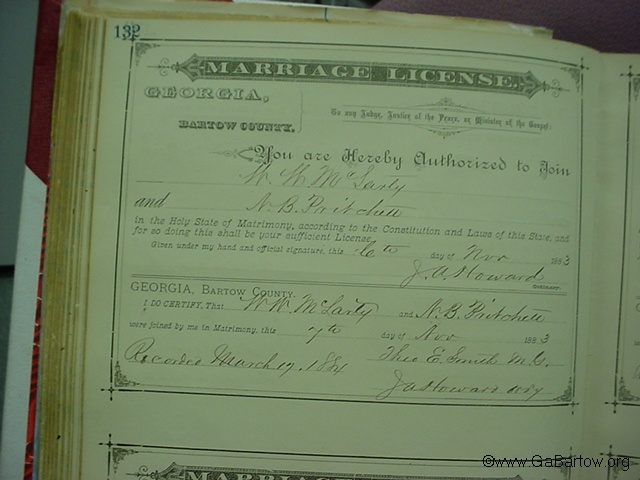 132
MARRIAGE LICENSE.
GEORGIA,
BARTOW COUNTY.
To any Judge, Justice of the Peace, or Minister of the Gospel:
You are Hereby Authorized to Join
W. W. McLarty
and N. B. Pritchett
in the Holy State of Matrimony, according to the Constitution and Laws of this State, and
for so doing this shall be your sufficient License.
Given under my hand and official signature, this 6th day of Nov 1883
J. A. Howard
Ordinary.
GEORGIA, BARTOW COUNTY.
I DO CERTIFY, That W. W. McLarty and N. B. Pritchett
were joined by me in Matrimony, this 7th day of Nov 1883
Recorded March 19, 1884 Theo E. Smith M.G.
J A Howard Ordy
MARRIAGE
©www.GaBartow.org